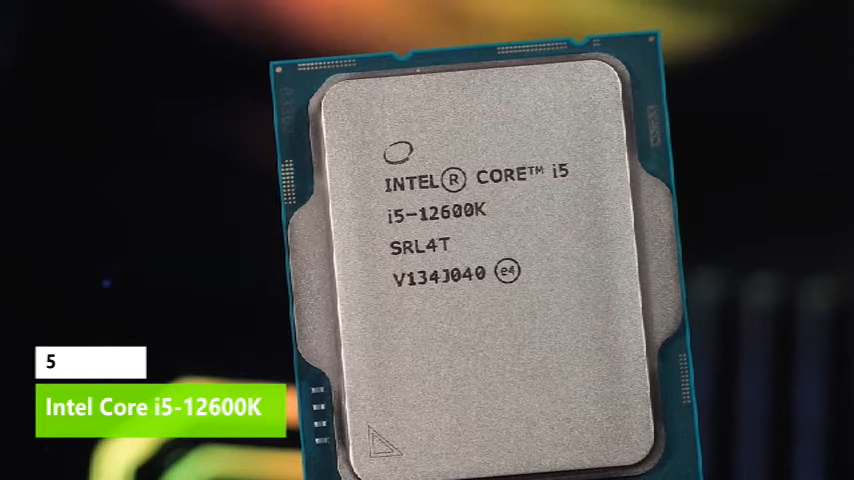 INTEL® CORE™ i5
i5-12600K
SRL4T
V134J040 e4
5
Intel Core i5-12600K